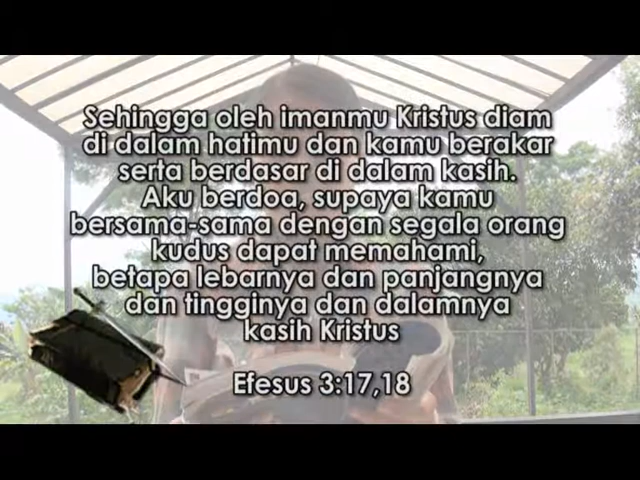 Sehingga oleh imanmu Kristus diam
di dalam hatimu dan kamu berakar
serta berdasar di dalam kasih.
Aku berdoa, supaya kamu
bersama-sama dengan segala orang
kudus dapat memahami,
betapa lebarnya dan panjangnya
dan tingginya dan dalamnya
kasih Kristus
Efesus 3:17,18